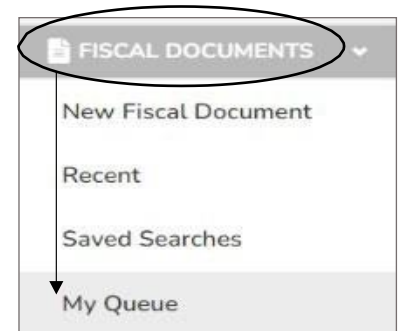 FISCAL DOCUMENTS
New Fiscal Document
Recent
Saved Searches
My Queue